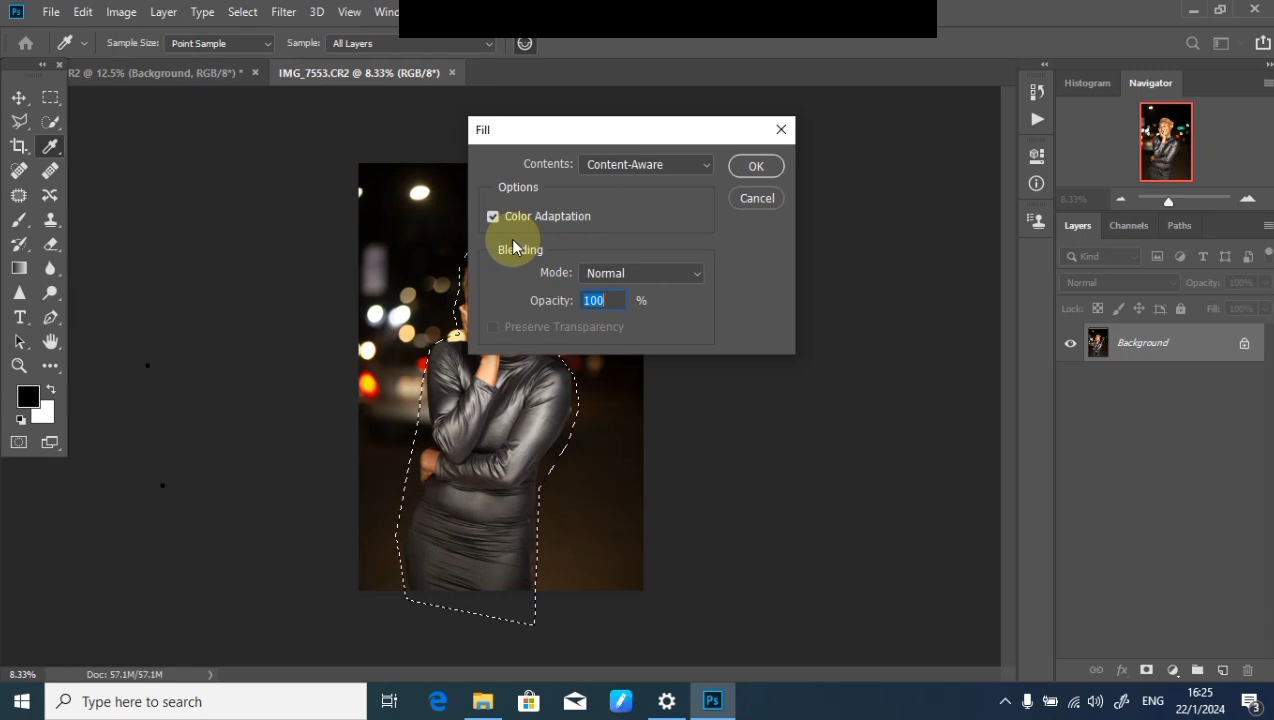 Ps File Edit Image Layer Type Select Filter 3D View
Sample Size: Point Sample Sample: All Layers
R2 @ 12.5% (Background, RGB/8*) * × IMG_7553.CR2 @ 8.33% (RGB/8*) ×
Histogram Navigator
Fill
Contents: Content-Aware OK
Options
Cancel
8.33%
Color Adaptation
Layers Channels Paths
Blending
Kind
Mode: Normal
Normal Opacity: 100%
Opacity: 100 %
Lock: Fill: 100%
Preserve Transparency
Background
8.33% Doc: 57.1M/57.1M
Type here to search
Ps
ENG
16:25
22/1/2024
3